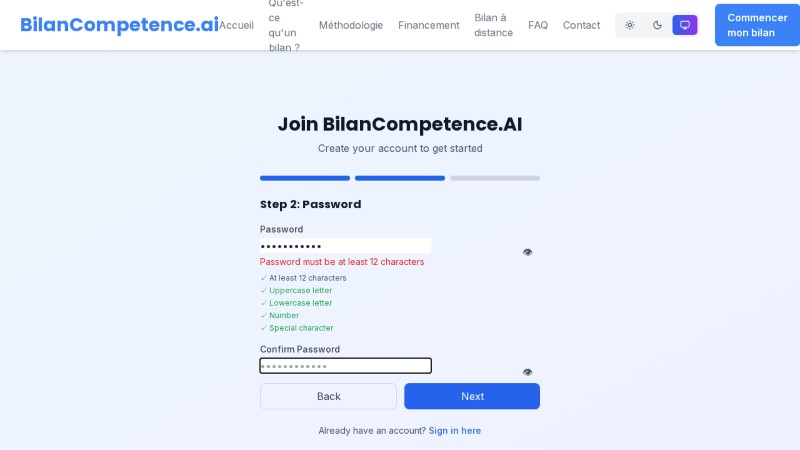 BilanCompetence.ai
Accueil
Qu'est-
ce
qu'un
bilan ?
Méthodologie
Financement
Bilan à
distance
FAQ
Contact
Commencer
mon bilan
Join BilanCompetence.AI
Create your account to get started
Step 2: Password
Password
•••••••••••
Password must be at least 12 characters
✓ At least 12 characters
✓ Uppercase letter
✓ Lowercase letter
✓ Number
✓ Special character
Confirm Password
••••••••••••
Back
Next
Already have an account? Sign in here